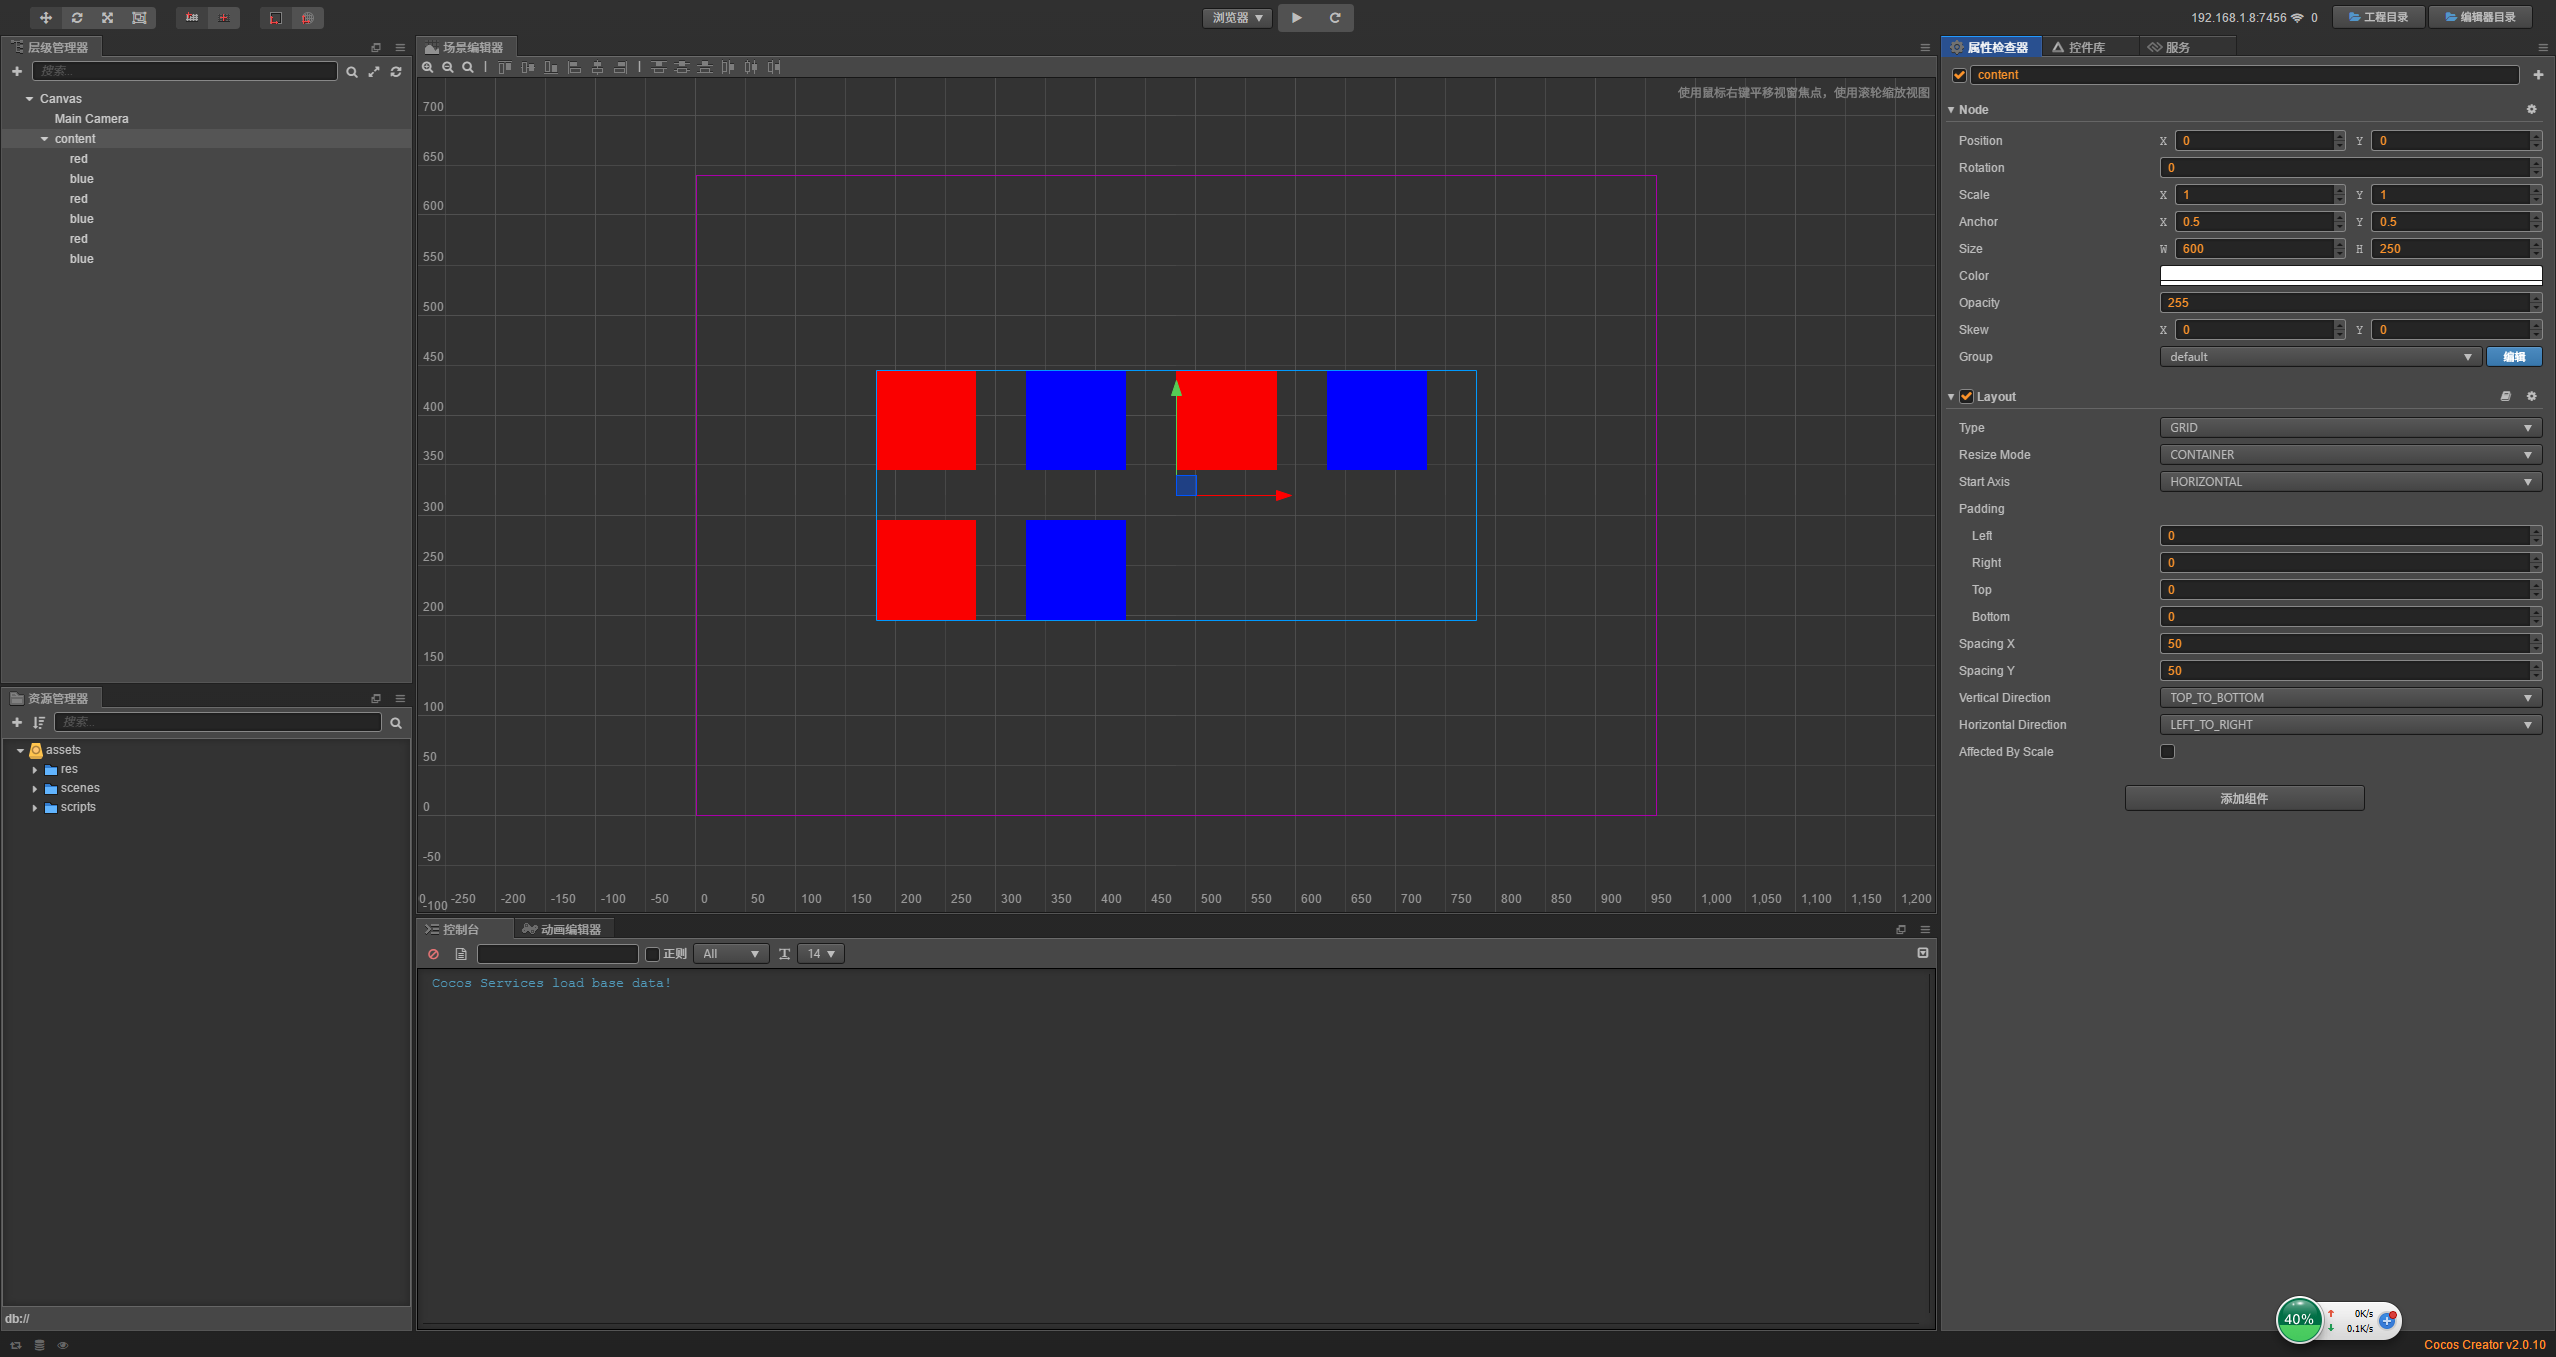 浏览器
192.168.1.8:7456 0
工程目录
编辑器目录
层级管理器
搜索...
Canvas
Main Camera
content
red
blue
red
blue
red
blue
资源管理器
搜索...
assets
res
scenes
scripts
db://
场景编辑器
使用鼠标右键平移视窗焦点，使用滚轮缩放视图
700
650
600
550
500
450
400
350
300
250
200
150
100
50
0
-50
-100
0 -250 -200 -150 -100 -50 0 50 100 150 200 250 300 350 400 450 500 550 600 650 700 750 800 850 900 950 1,000 1,050 1,100 1,150 1,200
控制台
动画编辑器
正则
All
14
Cocos Services load base data!
属性检查器
控件库
服务
content
Node
Position X 0 Y 0
Rotation 0
Scale X 1 Y 1
Anchor X 0.5 Y 0.5
Size W 600 H 250
Color
Opacity 255
Skew X 0 Y 0
Group default 编辑
Layout
Type GRID
Resize Mode CONTAINER
Start Axis HORIZONTAL
Padding
Left 0
Right 0
Top 0
Bottom 0
Spacing X 50
Spacing Y 50
Vertical Direction TOP_TO_BOTTOM
Horizontal Direction LEFT_TO_RIGHT
Affected By Scale
添加组件
40%
0K/s
0.1K/s
Cocos Creator v2.0.10